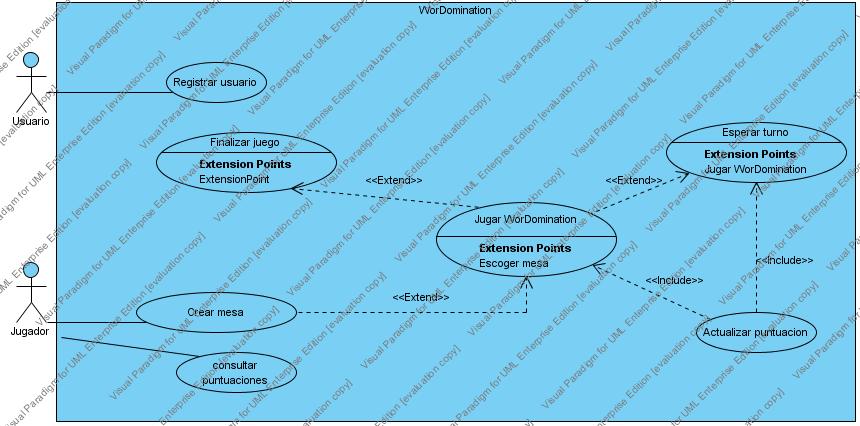 WorDomination
Registrar usuario
Usuario
Finalizar juego
Extension Points
ExtensionPoint
Esperar turno
Extension Points
Jugar WorDomination
<<Extend>>
<<Extend>>
Jugar WorDomination
Extension Points
Escoger mesa
<<Include>>
<<Include>>
<<Extend>>
Crear mesa
Jugador
Actualizar puntuacion
consultar
puntuaciones
Visual Paradigm for UML Enterprise Edition [evaluation copy]